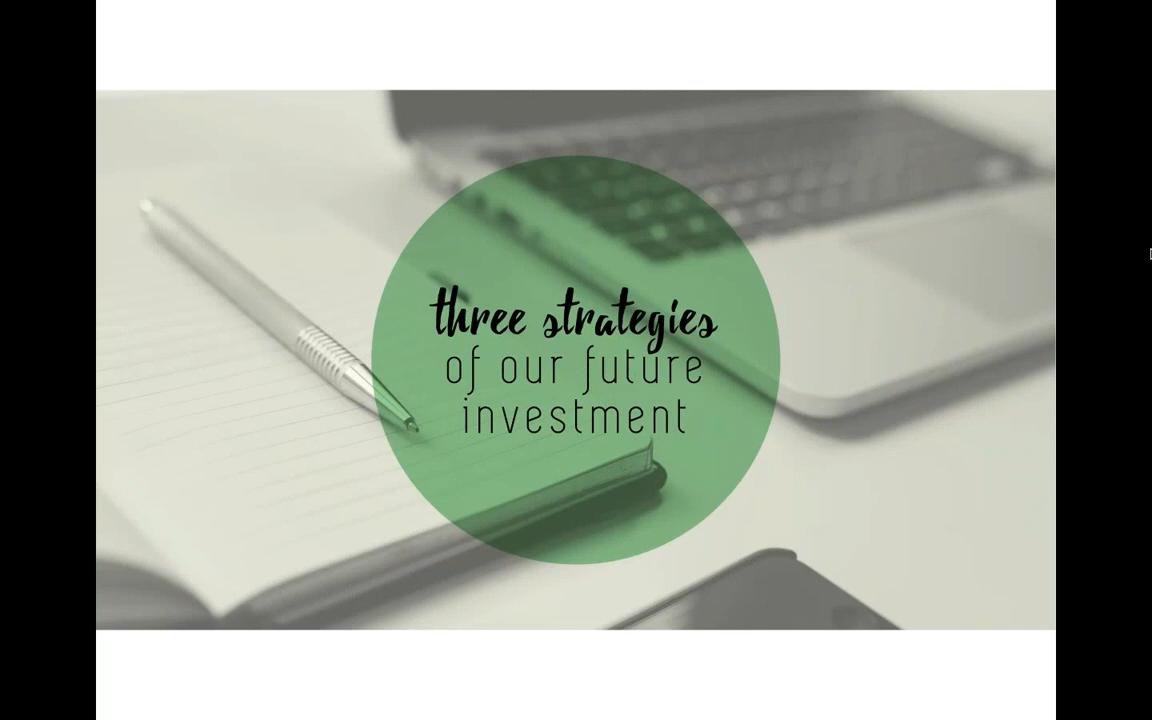 three strategies
of our future
investment